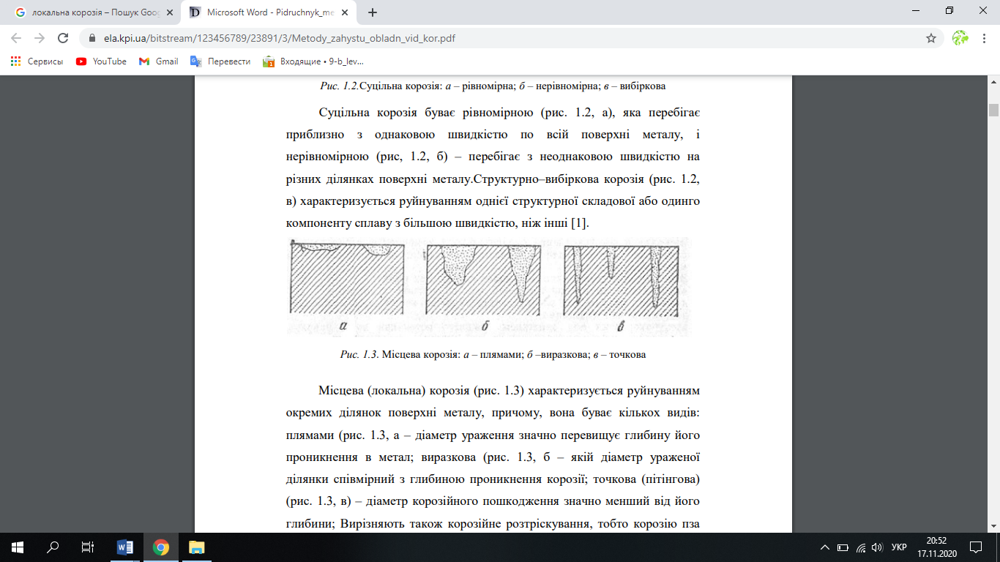 локальна корозія – Пошук Goo
Microsoft Word - Pidruchnyk_me
ela.kpi.ua/bitstream/123456789/23891/3/Metody_zahystu_obladn_vid_kor.pdf
Сервисы YouTube Gmail Перевести Входящие • 9-b_lev...
Рис. 1.2.Суцільна корозія: а – рівномірна; б – нерівномірна; в – вибіркова
Суцільна корозія буває рівномірною (рис. 1.2, а), яка перебігає
приблизно з однаковою швидкістю по всій поверхні металу, і
нерівномірною (рис, 1.2, б) – перебігає з неоднаковою швидкістю на
різних ділянках поверхні металу.Структурно–вибіркова корозія (рис. 1.2,
в) характеризується руйнуванням однієї структурної складової або одинго
компоненту сплаву з більшою швидкістю, ніж інші [1].
а б в
Рис. 1.3. Місцева корозія: а – плямами; б –виразкова; в – точкова
Місцева (локальна) корозія (рис. 1.3) характеризується руйнуванням
окремих ділянок поверхні металу, причому, вона буває кількох видів:
плямами (рис. 1.3, а – діаметр ураження значно перевищує глибину його
проникнення в метал; виразкова (рис. 1.3, б – якій діаметр ураженої
ділянки співмірний з глибиною проникнення корозії; точкова (пітінгова)
(рис. 1.3, в) – діаметр корозійного пошкодження значно менший від його
глибини; Вирізняють також корозійне розтріскування, тобто корозію пза
УКР
20:52
17.11.2020